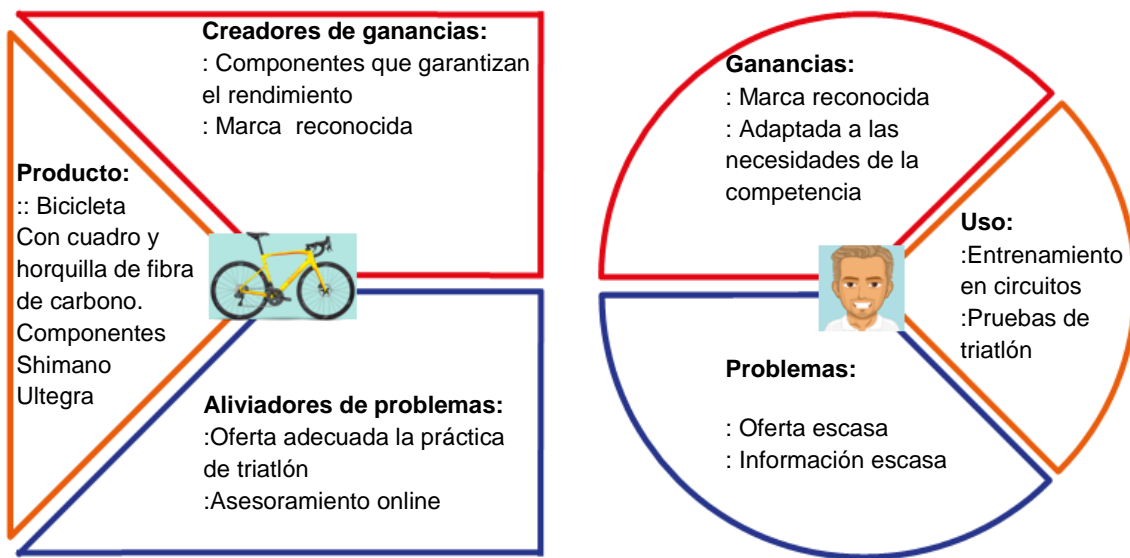 Creadores de ganancias:
: Componentes que garantizan
el rendimiento
: Marca reconocida
Producto:
:: Bicicleta
Con cuadro y
horquilla de fibra
de carbono.
Componentes
Shimano
Ultegra
Aliviadores de problemas:
:Oferta adecuada la práctica
de triatlón
:Asesoramiento online
Ganancias:
: Marca reconocida
: Adaptada a las
necesidades de la
competencia
Uso:
:Entrenamiento
en circuitos
:Pruebas de
triatlón
Problemas:
: Oferta escasa
: Información escasa